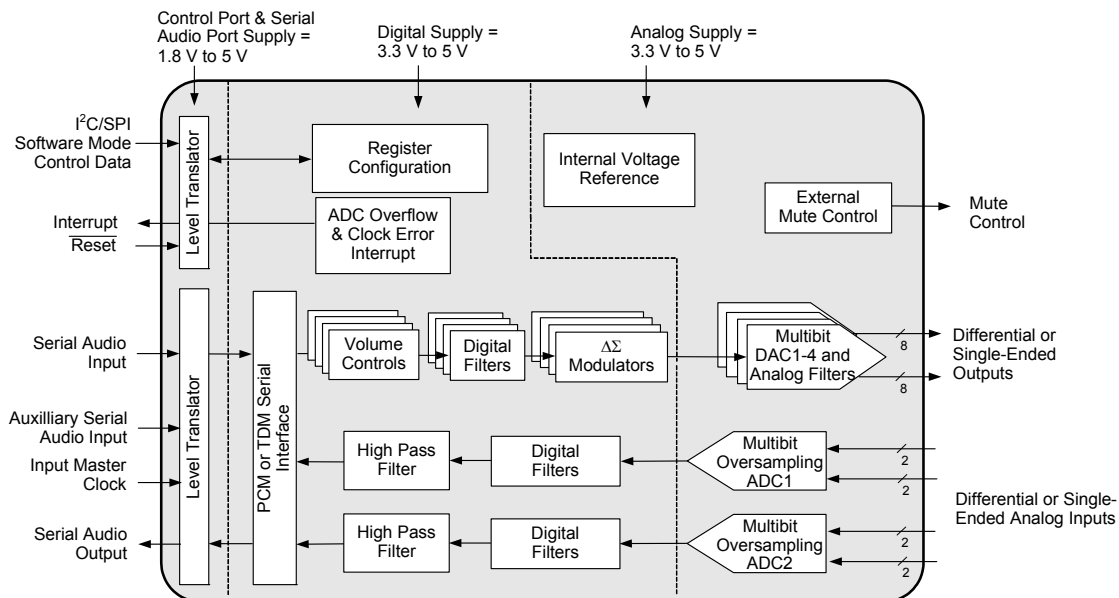 Control Port & Serial
Audio Port Supply =
1.8 V to 5 V
Digital Supply =
3.3 V to 5 V
Analog Supply =
3.3 V to 5 V
I²C/SPI
Software Mode
Control Data
Interrupt
Reset
Level Translator
Register
Configuration
ADC Overflow
& Clock Error
Interrupt
Internal Voltage
Reference
External
Mute Control
Mute
Control
Serial Audio
Input
Auxilliary Serial
Audio Input
Input Master
Clock
Serial Audio
Output
Level Translator
PCM or TDM Serial
Interface
Volume
Controls
Digital
Filters
ΔΣ
Modulators
Multibit
DAC1-4 and
Analog Filters
8
8
Differential or
Single-Ended
Outputs
High Pass
Filter
Digital
Filters
Multibit
Oversampling
ADC1
2
2
High Pass
Filter
Digital
Filters
Multibit
Oversampling
ADC2
2
2
Differential or Single-
Ended Analog Inputs